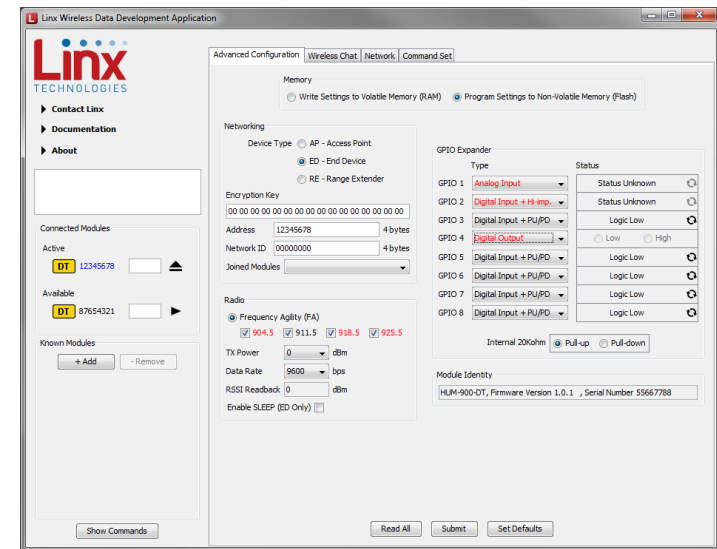 Linx Wireless Data Development Application
Linx
TECHNOLOGIES
Contact Linx
Documentation
About
Connected Modules
Active
DT 12345678
Available
DT 87654321
Known Modules
+ Add - Remove
Show Commands
Advanced Configuration Wireless Chat Network Command Set
Memory
Write Settings to Volatile Memory (RAM) Program Settings to Non-Volatile Memory (Flash)
Networking
Device Type AP - Access Point
ED - End Device
RE - Range Extender
Encryption Key
00 00 00 00 00 00 00 00 00 00 00 00 00 00 00 00
Address 12345678 4 bytes
Network ID 00000000 4 bytes
Joined Modules
Radio
Frequency Agility (FA)
904.5 911.5 918.5 925.5
TX Power 0 dBm
Data Rate 9600 bps
RSSI Readback 0 dBm
Enable SLEEP (ED Only)
GPIO Expander
Type Status
GPIO 1 Analog Input Status Unknown
GPIO 2 Digital Input + Hi-imp. Status Unknown
GPIO 3 Digital Input + PU/PD Logic Low
GPIO 4 Digital Output Low High
GPIO 5 Digital Input + PU/PD Logic Low
GPIO 6 Digital Input + PU/PD Logic Low
GPIO 7 Digital Input + PU/PD Logic Low
GPIO 8 Digital Input + PU/PD Logic Low
Internal 20Kohm Pull-up Pull-down
Module Identity
HUM-900-DT, Firmware Version 1.0.1 , Serial Number 55667788
Read All Submit Set Defaults